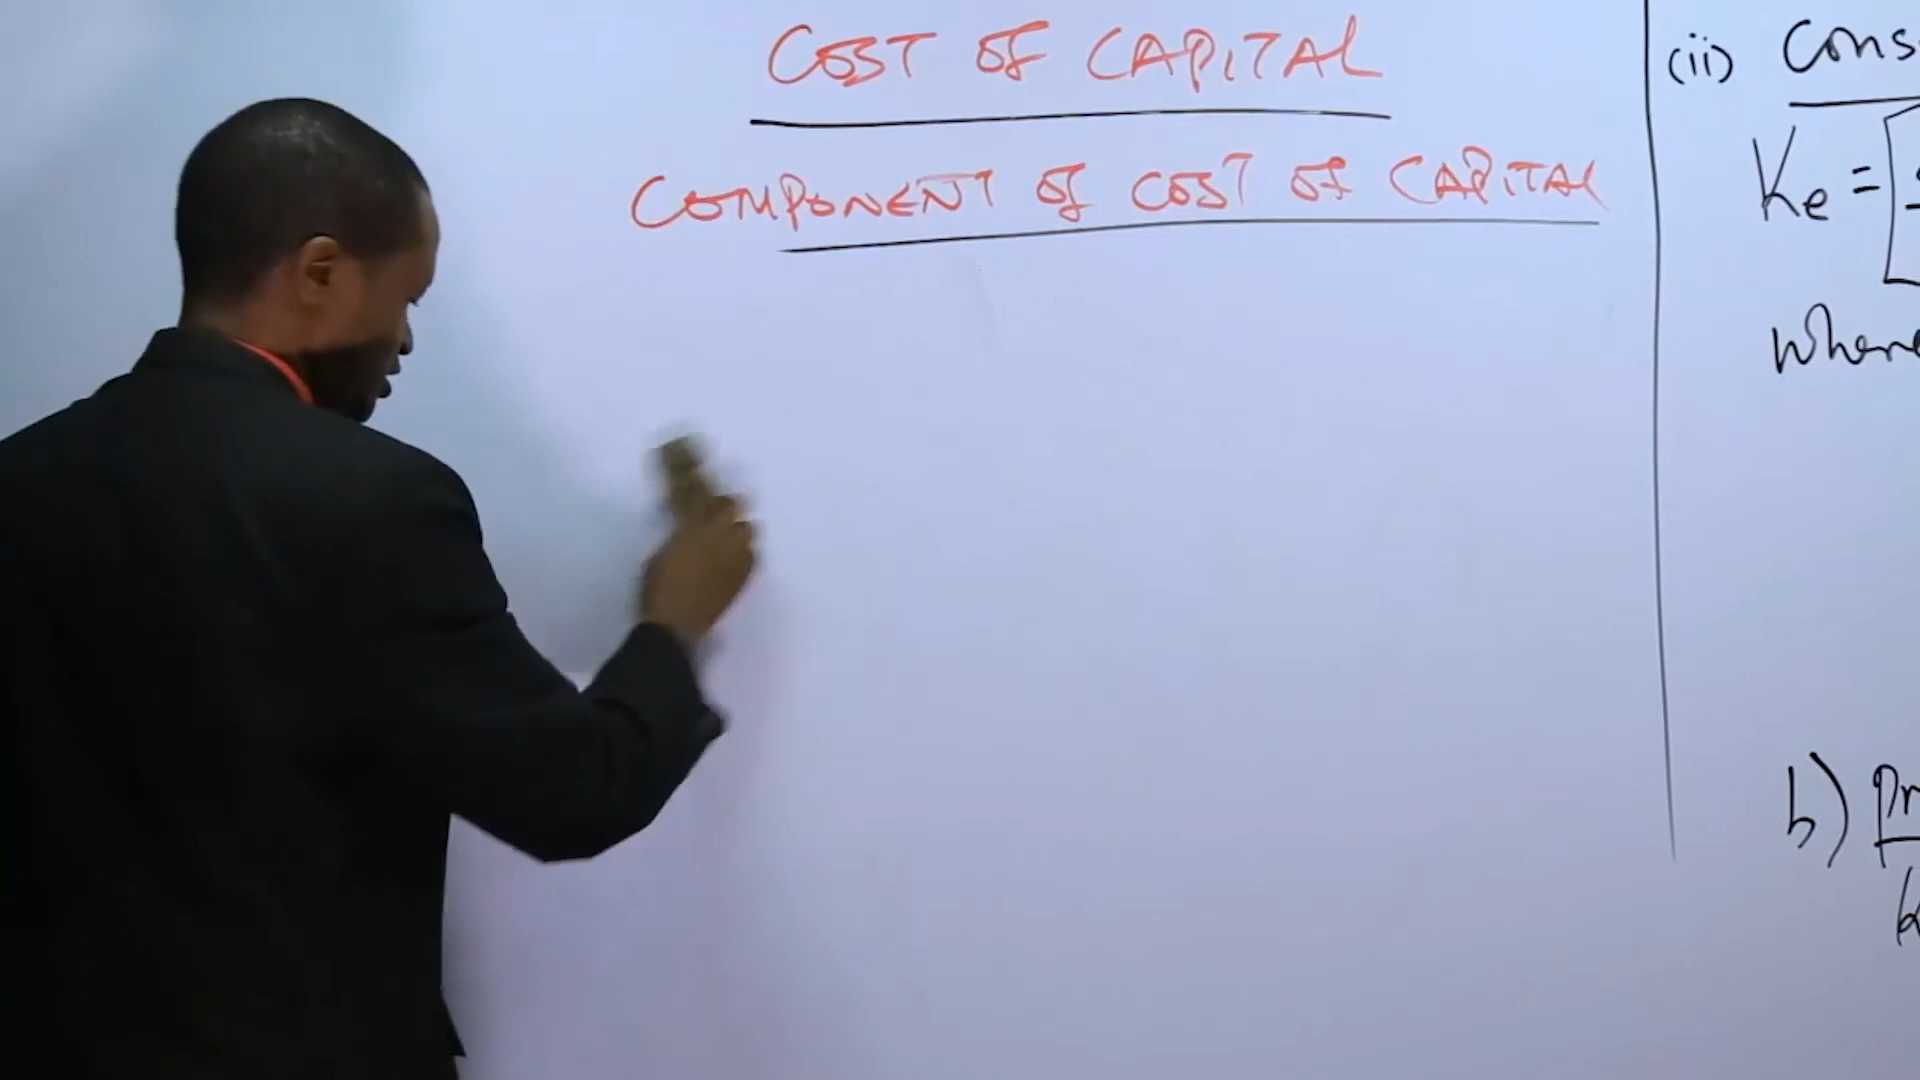 COST OF CAPITAL
COMPONENT OF COST OF CAPITAL
(ii) Cons
Ke =
Where
b) Pr
k